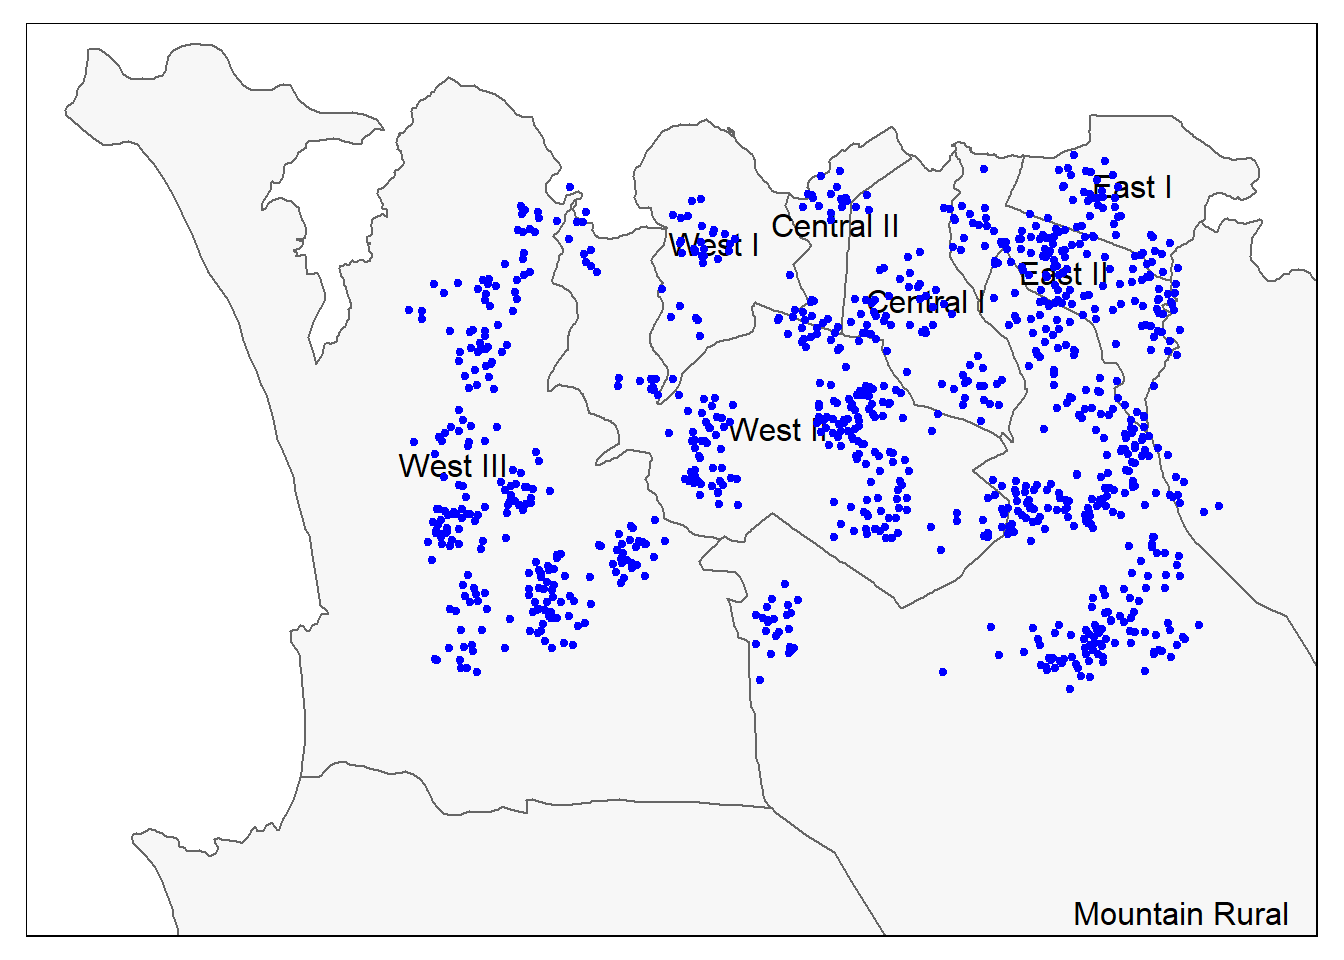 East I
Central II
West I
East II
Central I
West II
West III
Mountain Rural